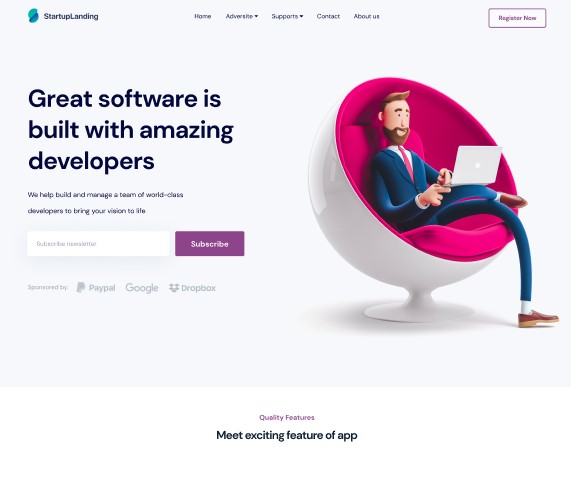 StartupLanding
Home Adversite Supports Contact About us
Register Now
Great software is
built with amazing
developers
We help build and manage a team of world-class
developers to bring your vision to life
Subscribe newsletter
Subscribe
Sponsored by: Paypal Google Dropbox
Quality Features
Meet exciting feature of app